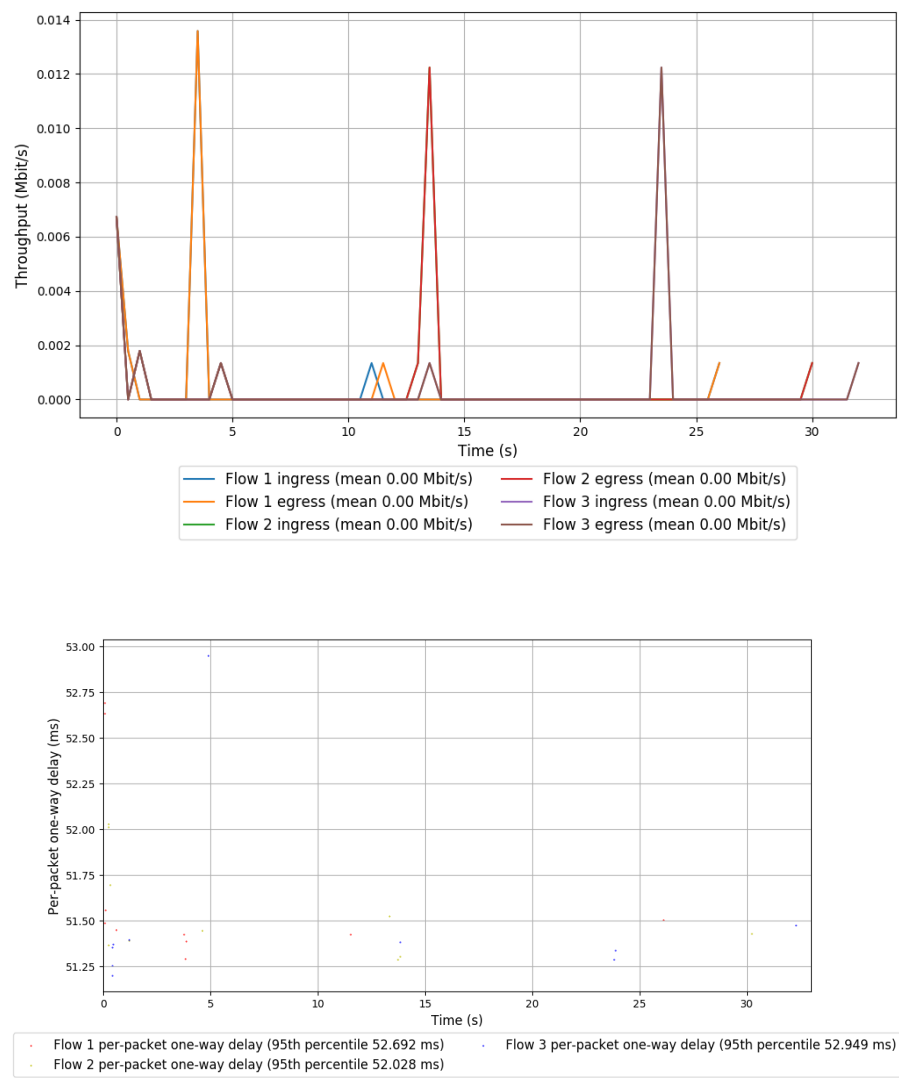 0.014
0.012
0.010
0.008
0.006
0.004
0.002
0.000
Throughput (Mbit/s)
0 5 10 15 20 25 30
Time (s)
Flow 1 ingress (mean 0.00 Mbit/s) Flow 2 egress (mean 0.00 Mbit/s)
Flow 1 egress (mean 0.00 Mbit/s) Flow 3 ingress (mean 0.00 Mbit/s)
Flow 2 ingress (mean 0.00 Mbit/s) Flow 3 egress (mean 0.00 Mbit/s)
53.00
52.75
52.50
52.25
52.00
51.75
51.50
51.25
Per-packet one-way delay (ms)
0 5 10 15 20 25 30
Time (s)
Flow 1 per-packet one-way delay (95th percentile 52.692 ms) Flow 3 per-packet one-way delay (95th percentile 52.949 ms)
Flow 2 per-packet one-way delay (95th percentile 52.028 ms)